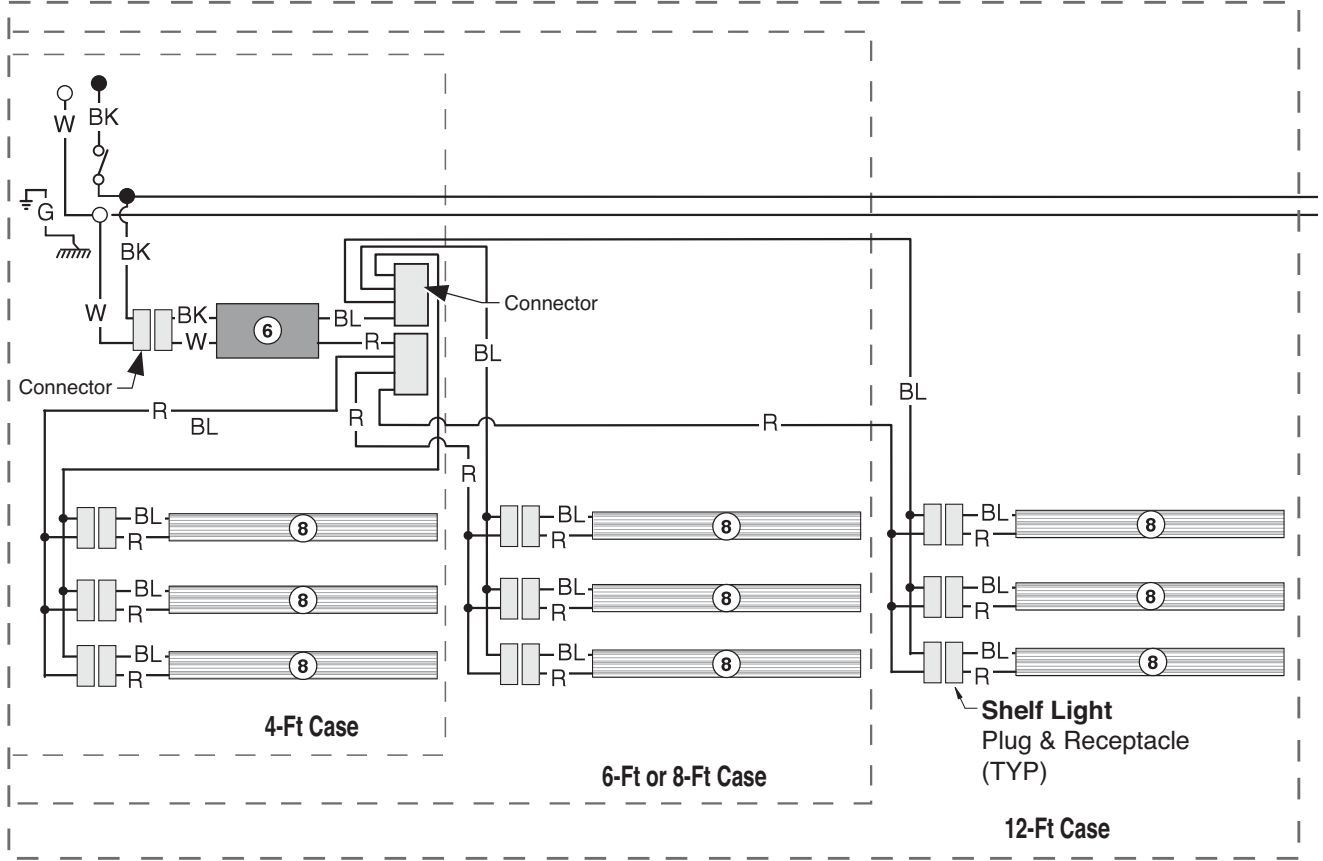 W
BK
G
BK
W
BK
W
6
BL
R
Connector
Connector
BL
BL
R
BL
R
R
R
BL
R
8
BL
R
8
BL
R
8
BL
R
8
BL
R
8
BL
R
8
BL
R
8
BL
R
8
BL
R
8
4-Ft Case
Shelf Light
Plug & Receptacle
(TYP)
6-Ft or 8-Ft Case
12-Ft Case